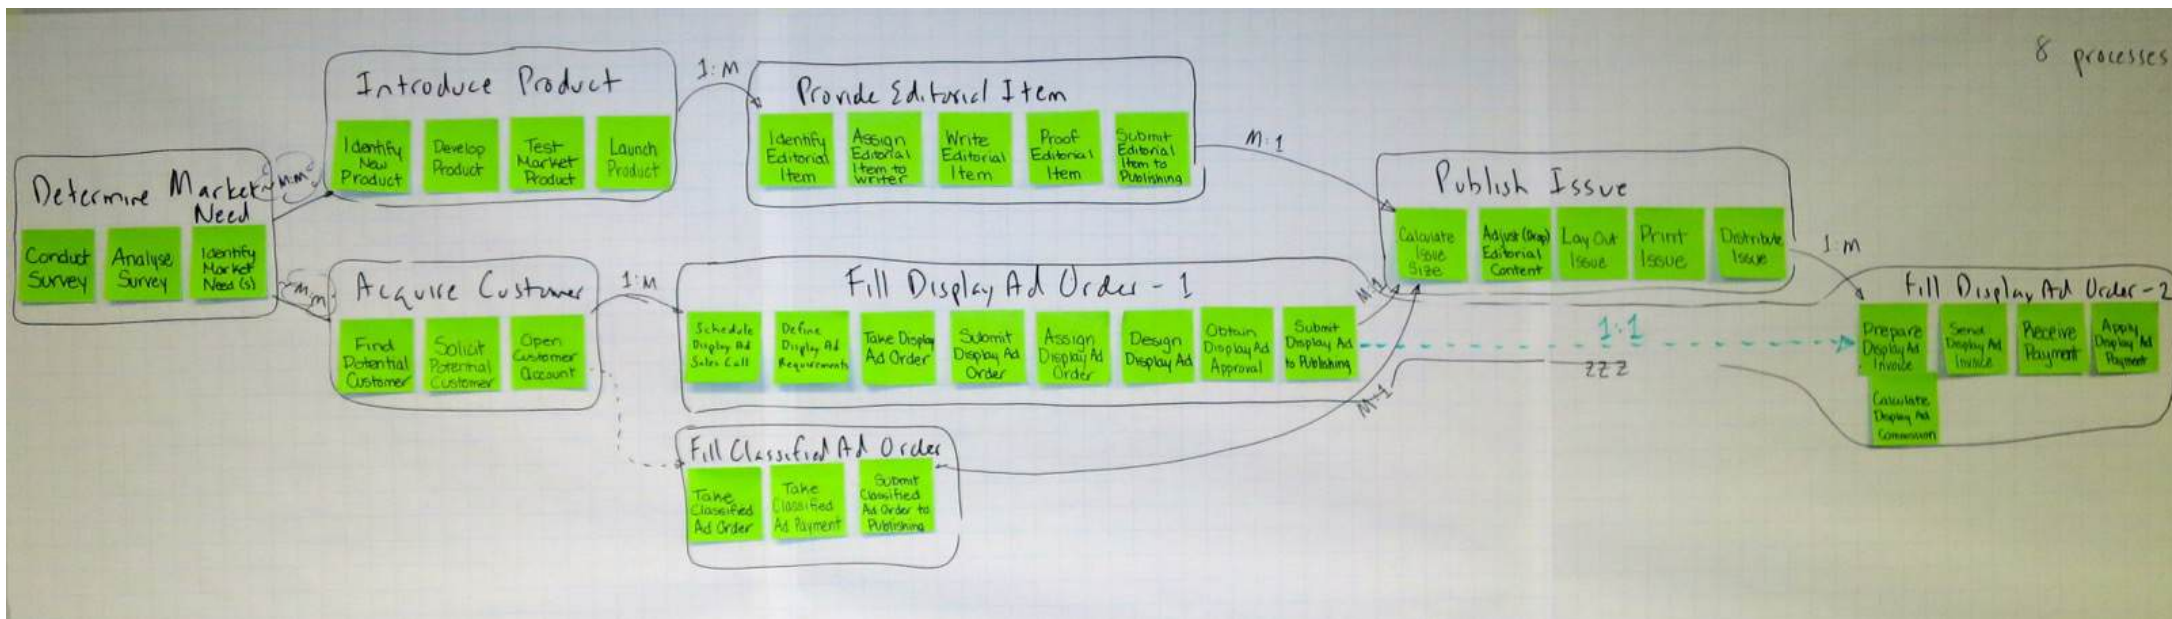 8 processes
Determine Market
Need
Conduct
Survey
Analyse
Survey
Identify
Market
Need(s)
M:M
Introduce Product
Identify
New
Product
Develop
Product
Test
Market
Product
Launch
Product
1:M
Provide Editorial Item
Identify
Editorial
Item
Assign
Editorial
Item to
Writer
Write
Editorial
Item
Proof
Editorial
Item
Submit
Editorial
Item to
Publishing
M:1
M:M
Acquire Customer
Find
Potential
Customer
Solicit
Potential
Customer
Open
Customer
Account
1:M
Fill Display Ad Order - 1
Schedule
Display Ad
Sales Call
Define
Display Ad
Requirements
Take Display
Ad Order
Submit
Display Ad
Order
Assign
Display Ad
Order
Design
Display Ad
Obtain
Display Ad
Approval
Submit
Display Ad
to Publishing
M:1
Fill Classified Ad Order
Take
Classified
Ad Order
Take
Classified
Ad Payment
Submit
Classified
Ad Order to
Publishing
M:1
Publish Issue
Calculate
Issue
Size
Adjust (Drop)
Editorial
Content
Lay Out
Issue
Print
Issue
Distribute
Issue
1:M
1:1
ZZZ
Fill Display Ad Order - 2
Prepare
Display Ad
Invoice
Send
Display Ad
Invoice
Receive
Payment
Apply
Display Ad
Payment
Calculate
Display Ad
Commission